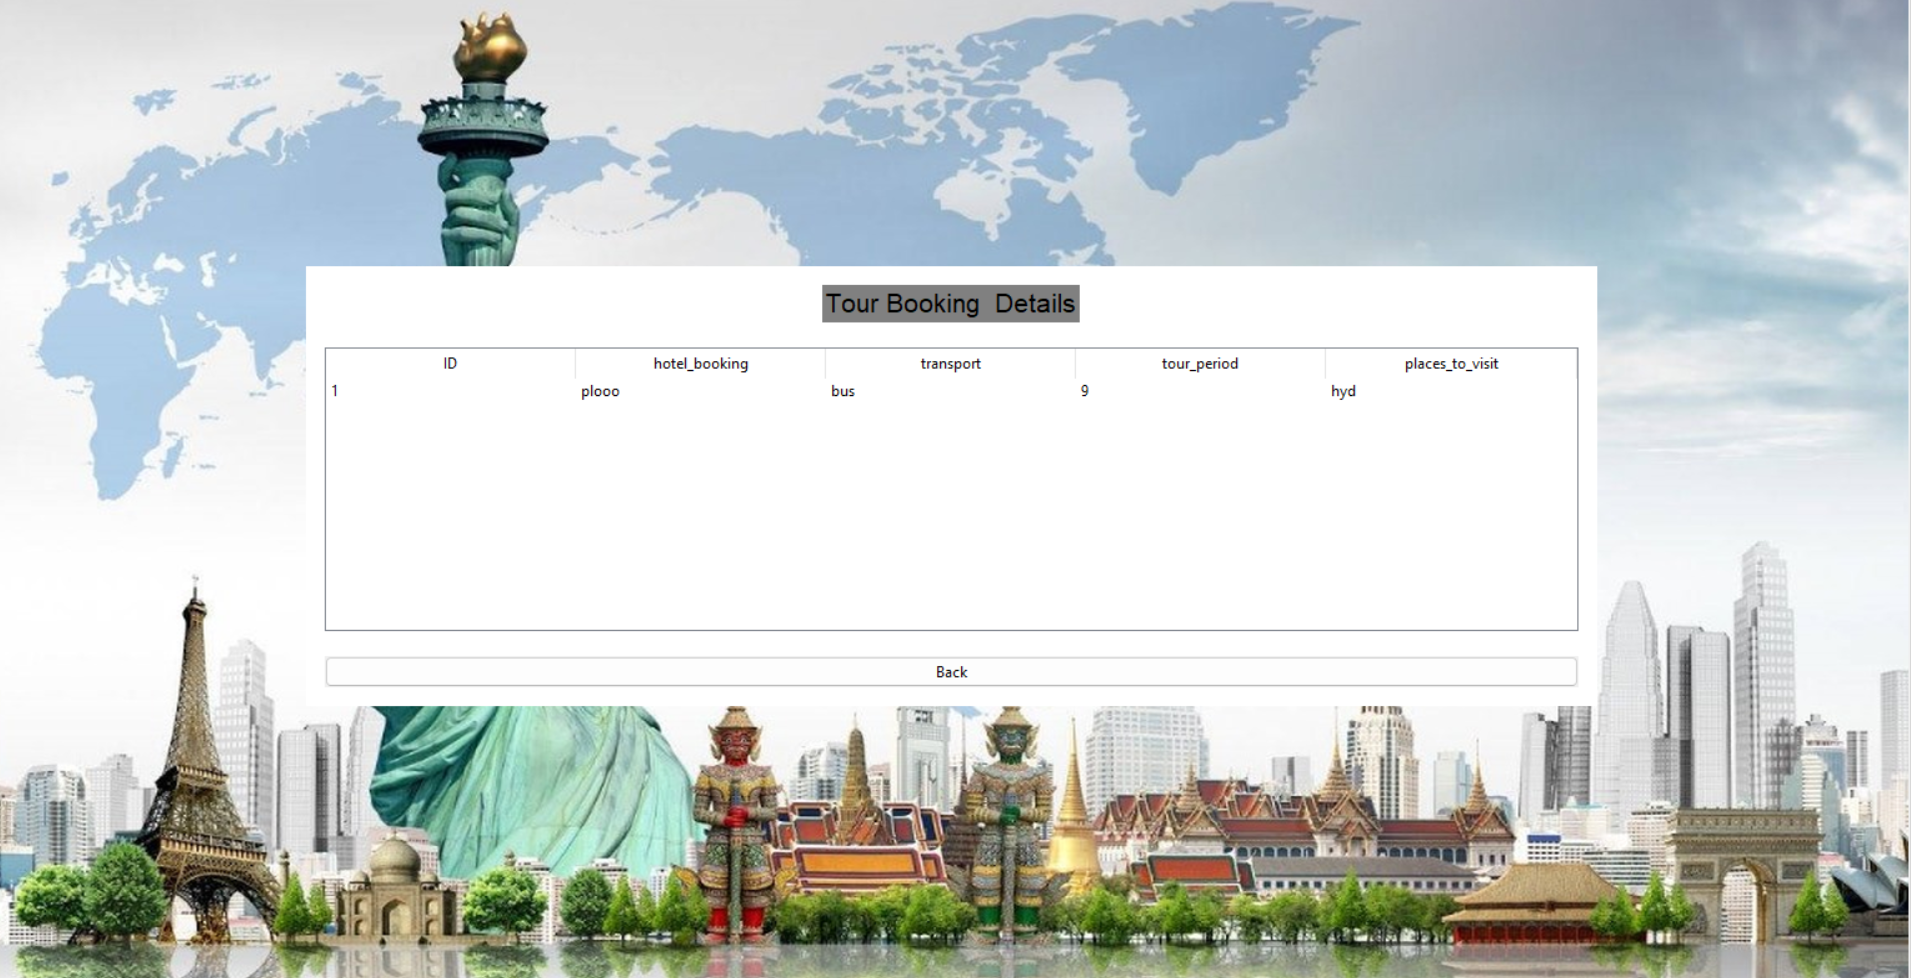 Tour Booking  Details
ID hotel_booking transport tour_period places_to_visit
1 plooo bus 9 hyd
Back